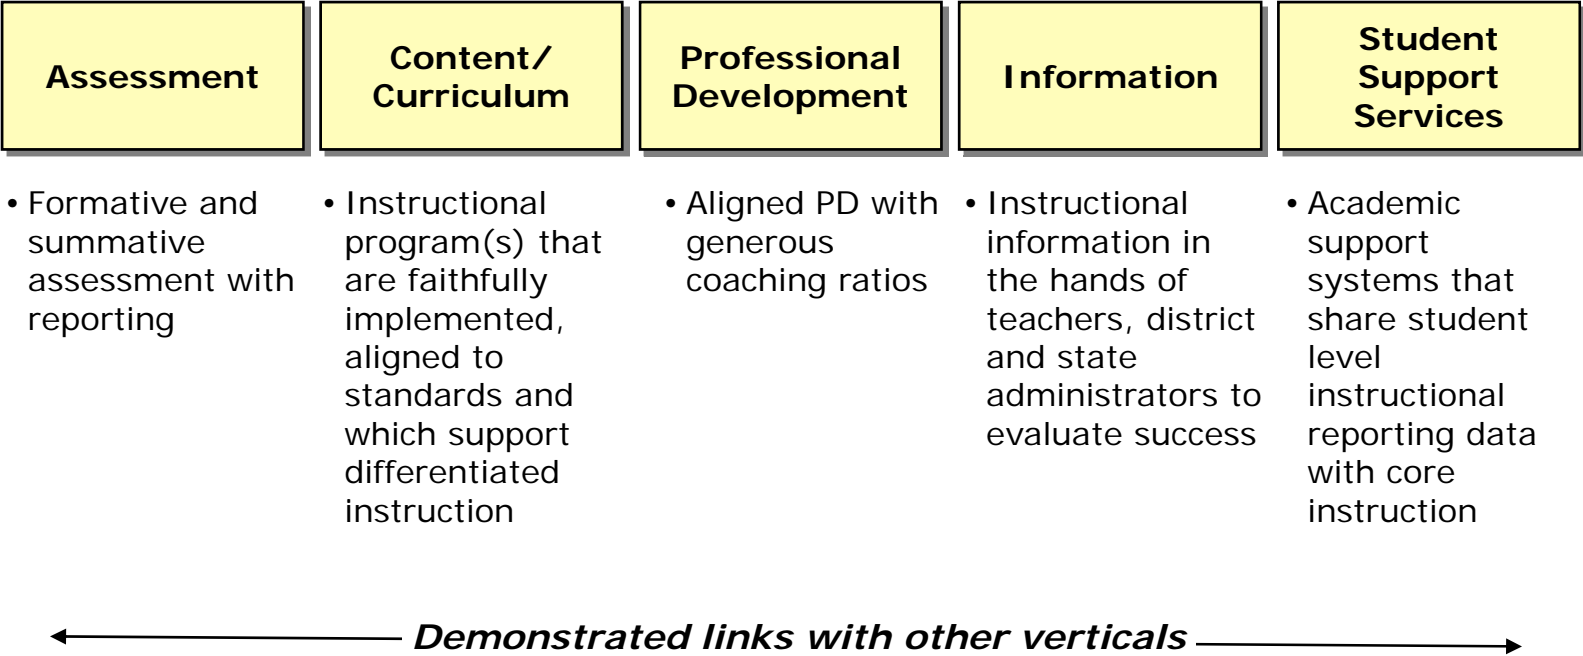 Assessment
Content/
Curriculum
Professional
Development
Information
Student
Support
Services
• Formative and
summative
assessment with
reporting
• Instructional
program(s) that
are faithfully
implemented,
aligned to
standards and
which support
differentiated
instruction
• Aligned PD with
generous
coaching ratios
• Instructional
information in
the hands of
teachers, district
and state
administrators to
evaluate success
• Academic
support
systems that
share student
level
instructional
reporting data
with core
instruction
Demonstrated links with other verticals